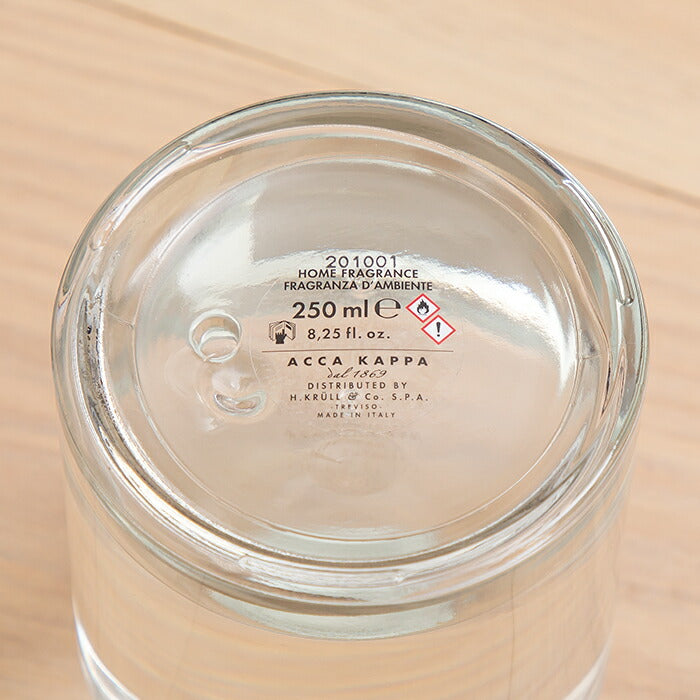 201001
HOME FRAGRANCE
FRAGRANZA D'AMBIENTE
250 ml ℮
8,25 fl. oz.
ACCA KAPPA
dal 1869
DISTRIBUTED BY
H.KRÜLL & Co. S.P.A.
-TREVISO-
MADE IN ITALY